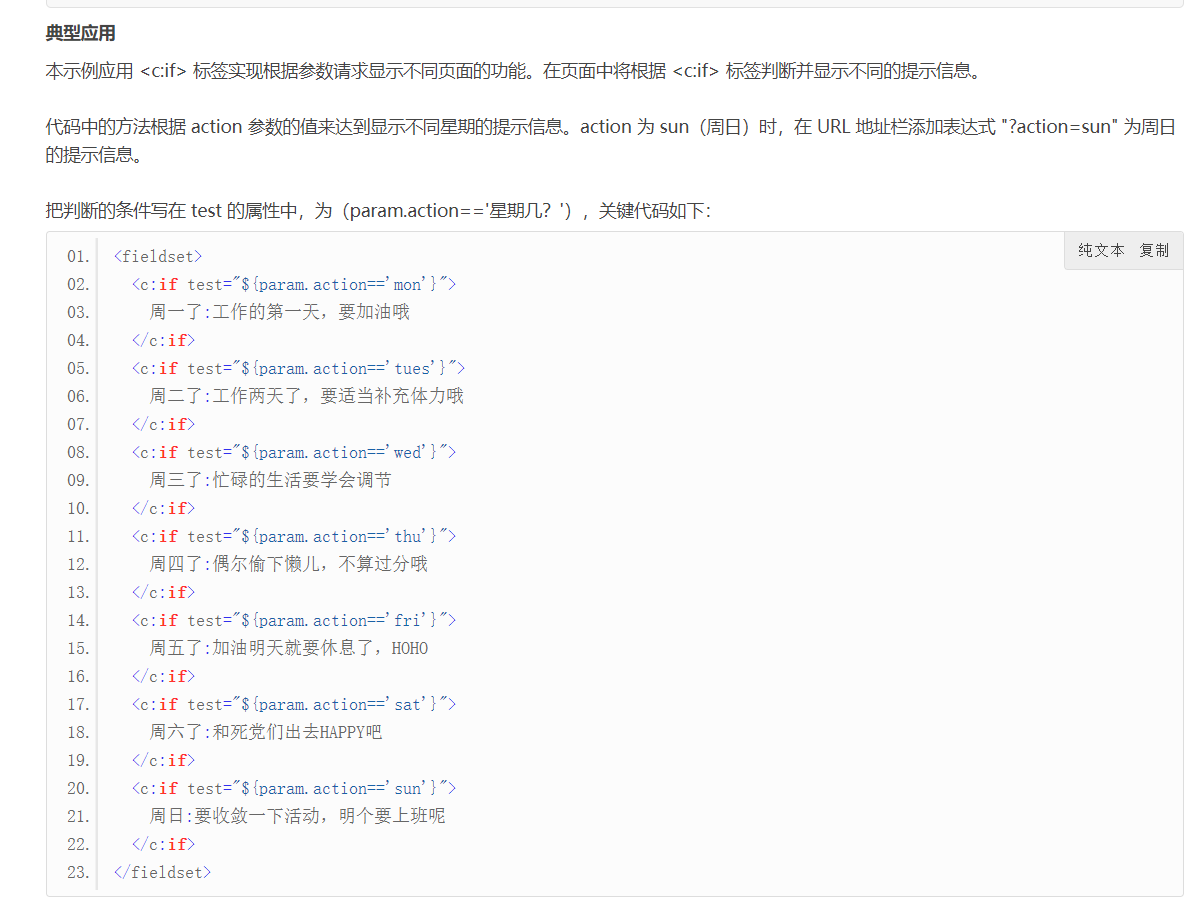 典型应用
本示例应用 <c:if> 标签实现根据参数请求显示不同页面的功能。在页面中将根据 <c:if> 标签判断并显示不同的提示信息。
代码中的方法根据 action 参数的值来达到显示不同星期的提示信息。action 为 sun（周日）时，在 URL 地址栏添加表达式 "?action=sun" 为周日
的提示信息。
把判断的条件写在 test 的属性中，为（param.action=='星期几？'），关键代码如下：
纯文本 复制
01. <fieldset>
02. <c:if test="${param.action=='mon'}">
03. 周一了:工作的第一天，要加油哦
04. </c:if>
05. <c:if test="${param.action=='tues'}">
06. 周二了:工作两天了，要适当补充体力哦
07. </c:if>
08. <c:if test="${param.action=='wed'}">
09. 周三了:忙碌的生活要学会调节
10. </c:if>
11. <c:if test="${param.action=='thu'}">
12. 周四了:偶尔偷下懒儿，不算过分哦
13. </c:if>
14. <c:if test="${param.action=='fri'}">
15. 周五了:加油明天就要休息了，HOHO
16. </c:if>
17. <c:if test="${param.action=='sat'}">
18. 周六了:和死党们出去HAPPY吧
19. </c:if>
20. <c:if test="${param.action=='sun'}">
21. 周日:要收敛一下活动，明个要上班呢
22. </c:if>
23. </fieldset>